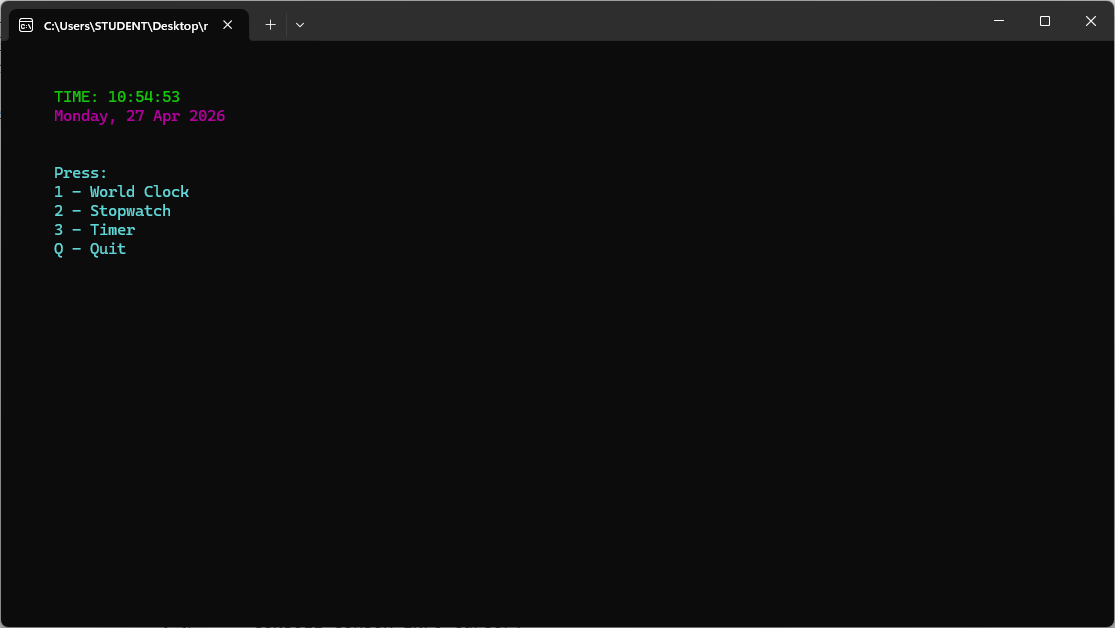 C:\Users\STUDENT\Desktop\r
TIME: 10:54:53
Monday, 27 Apr 2026
Press:
1 - World Clock
2 - Stopwatch
3 - Timer
Q - Quit